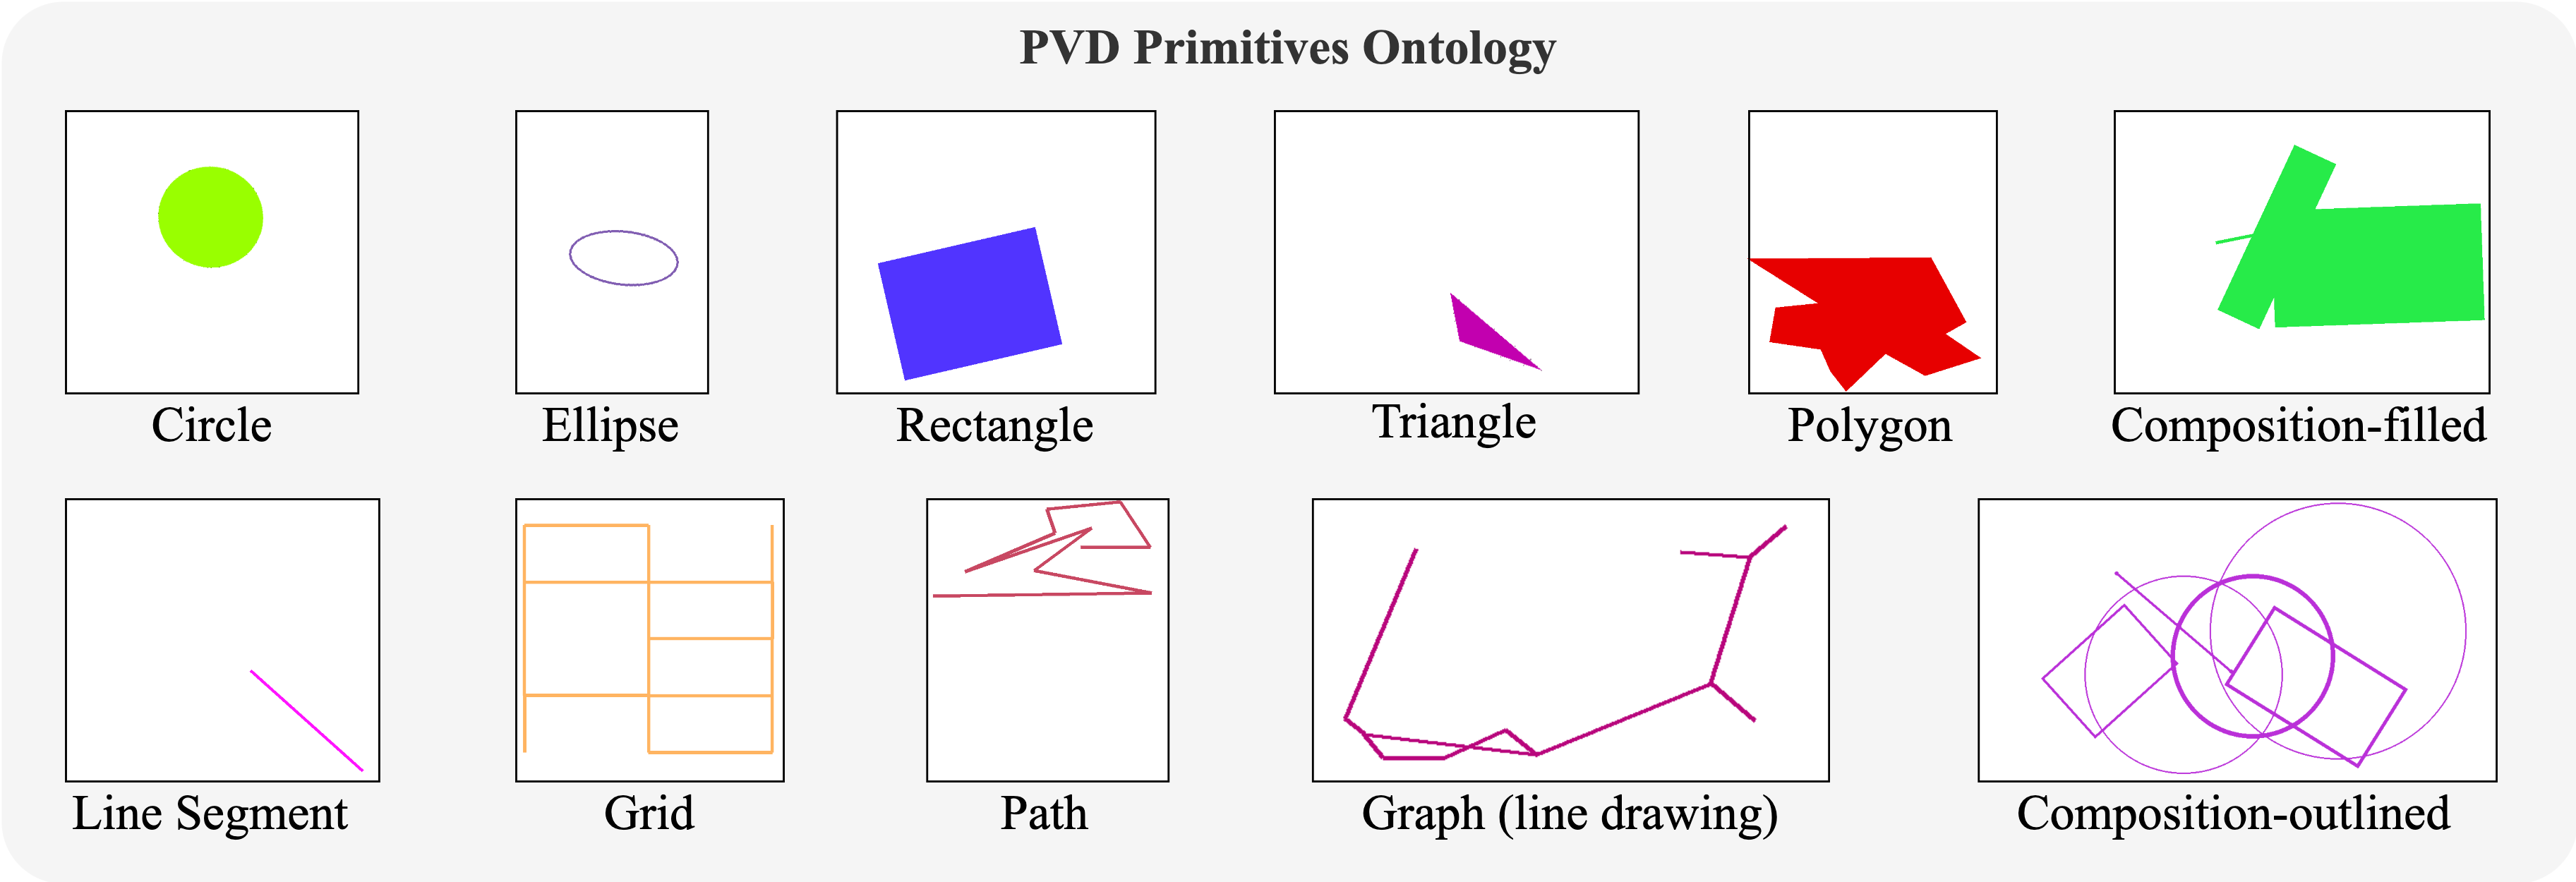 PVD Primitives Ontology
Circle
Ellipse
Rectangle
Triangle
Polygon
Composition-filled
Line Segment
Grid
Path
Graph (line drawing)
Composition-outlined